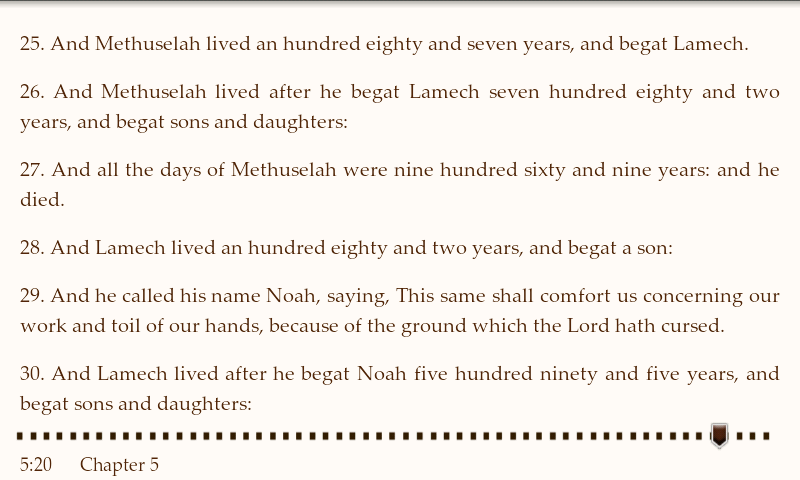 25. And Methuselah lived an hundred eighty and seven years, and begat Lamech.
26. And Methuselah lived after he begat Lamech seven hundred eighty and two
years, and begat sons and daughters:
27. And all the days of Methuselah were nine hundred sixty and nine years: and he
died.
28. And Lamech lived an hundred eighty and two years, and begat a son:
29. And he called his name Noah, saying, This same shall comfort us concerning our
work and toil of our hands, because of the ground which the Lord hath cursed.
30. And Lamech lived after he begat Noah five hundred ninety and five years, and
begat sons and daughters:
5:20 Chapter 5